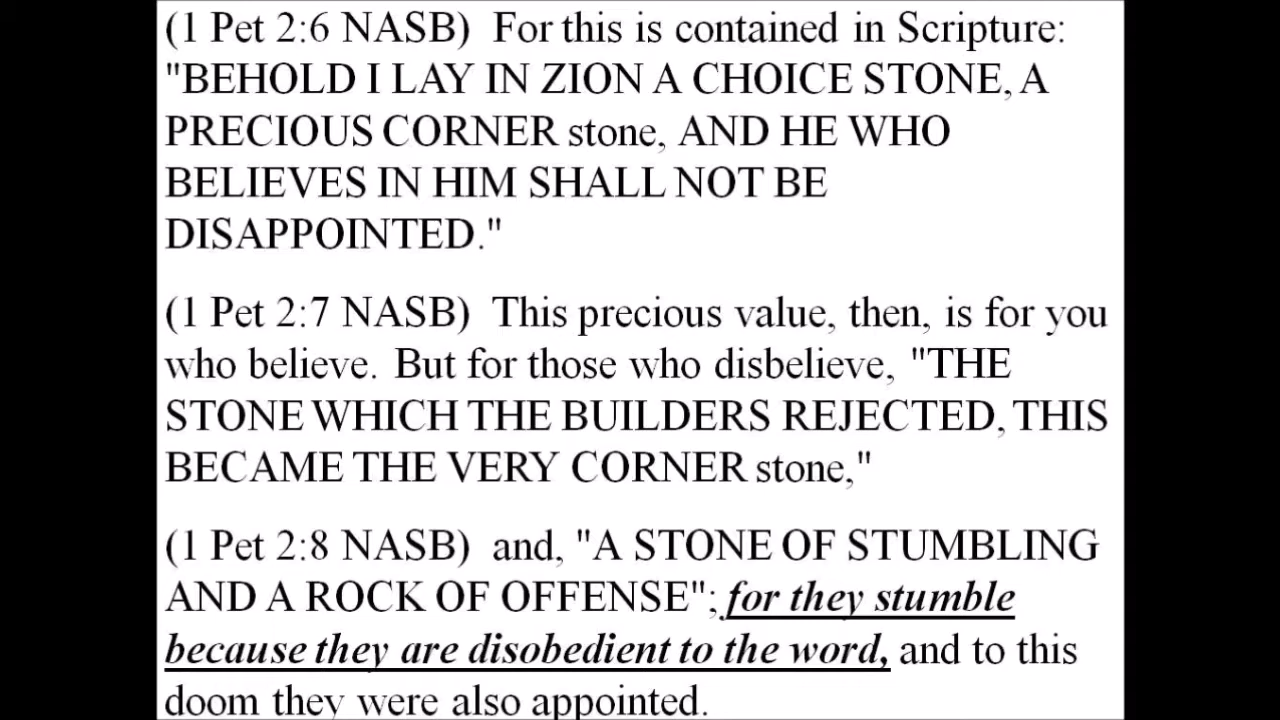 (1 Pet 2:6 NASB)  For this is contained in Scripture:
"BEHOLD I LAY IN ZION A CHOICE STONE, A
PRECIOUS CORNER stone, AND HE WHO
BELIEVES IN HIM SHALL NOT BE
DISAPPOINTED."
(1 Pet 2:7 NASB)  This precious value, then, is for you
who believe. But for those who disbelieve, "THE
STONE WHICH THE BUILDERS REJECTED, THIS
BECAME THE VERY CORNER stone,"
(1 Pet 2:8 NASB)  and, "A STONE OF STUMBLING
AND A ROCK OF OFFENSE"; for they stumble
because they are disobedient to the word, and to this
doom they were also appointed.